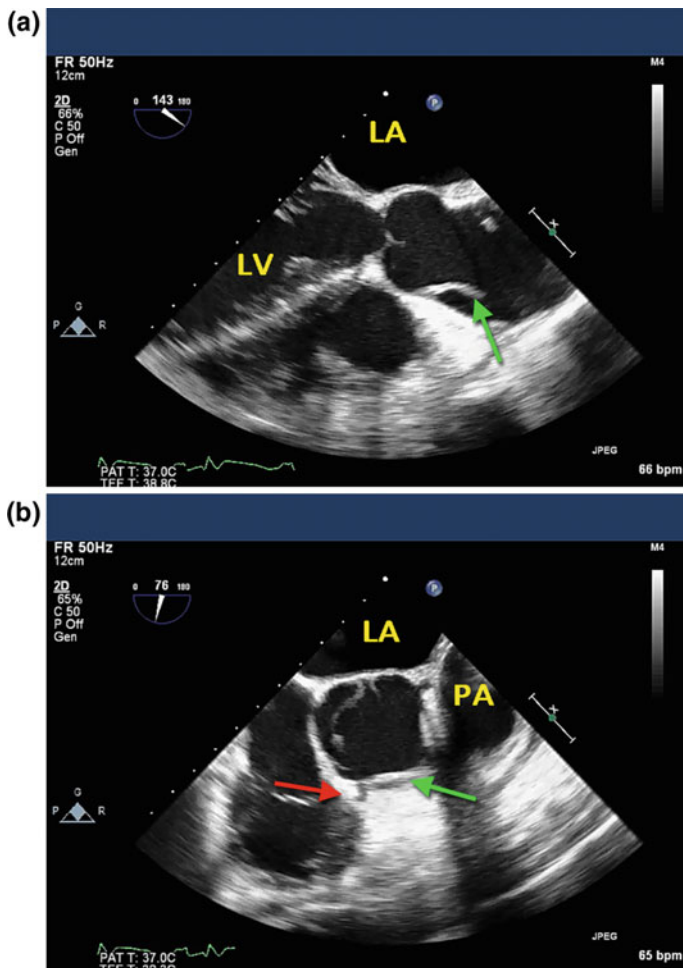 (a)
FR 50Hz
12cm
M4
2D
66%
C 50
P Off
Gen
0 143 180
P
LA
LV
x
G
P R
JPEG
PAT T: 37.0C
TEE T: 38.8C
66 bpm
(b)
FR 50Hz
12cm
M4
2D
65%
C 50
P Off
Gen
0 76 180
P
LA
PA
x
G
P R
JPEG
PAT T: 37.0C
65 bpm